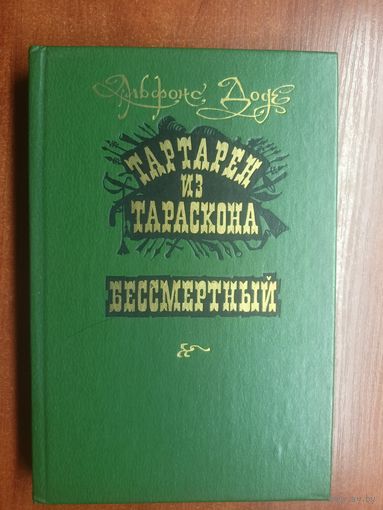 Альфонс Доде
ТАРТАРЕН
ИЗ
ТАРАСКОНА
БЕССМЕРТНЫЙ